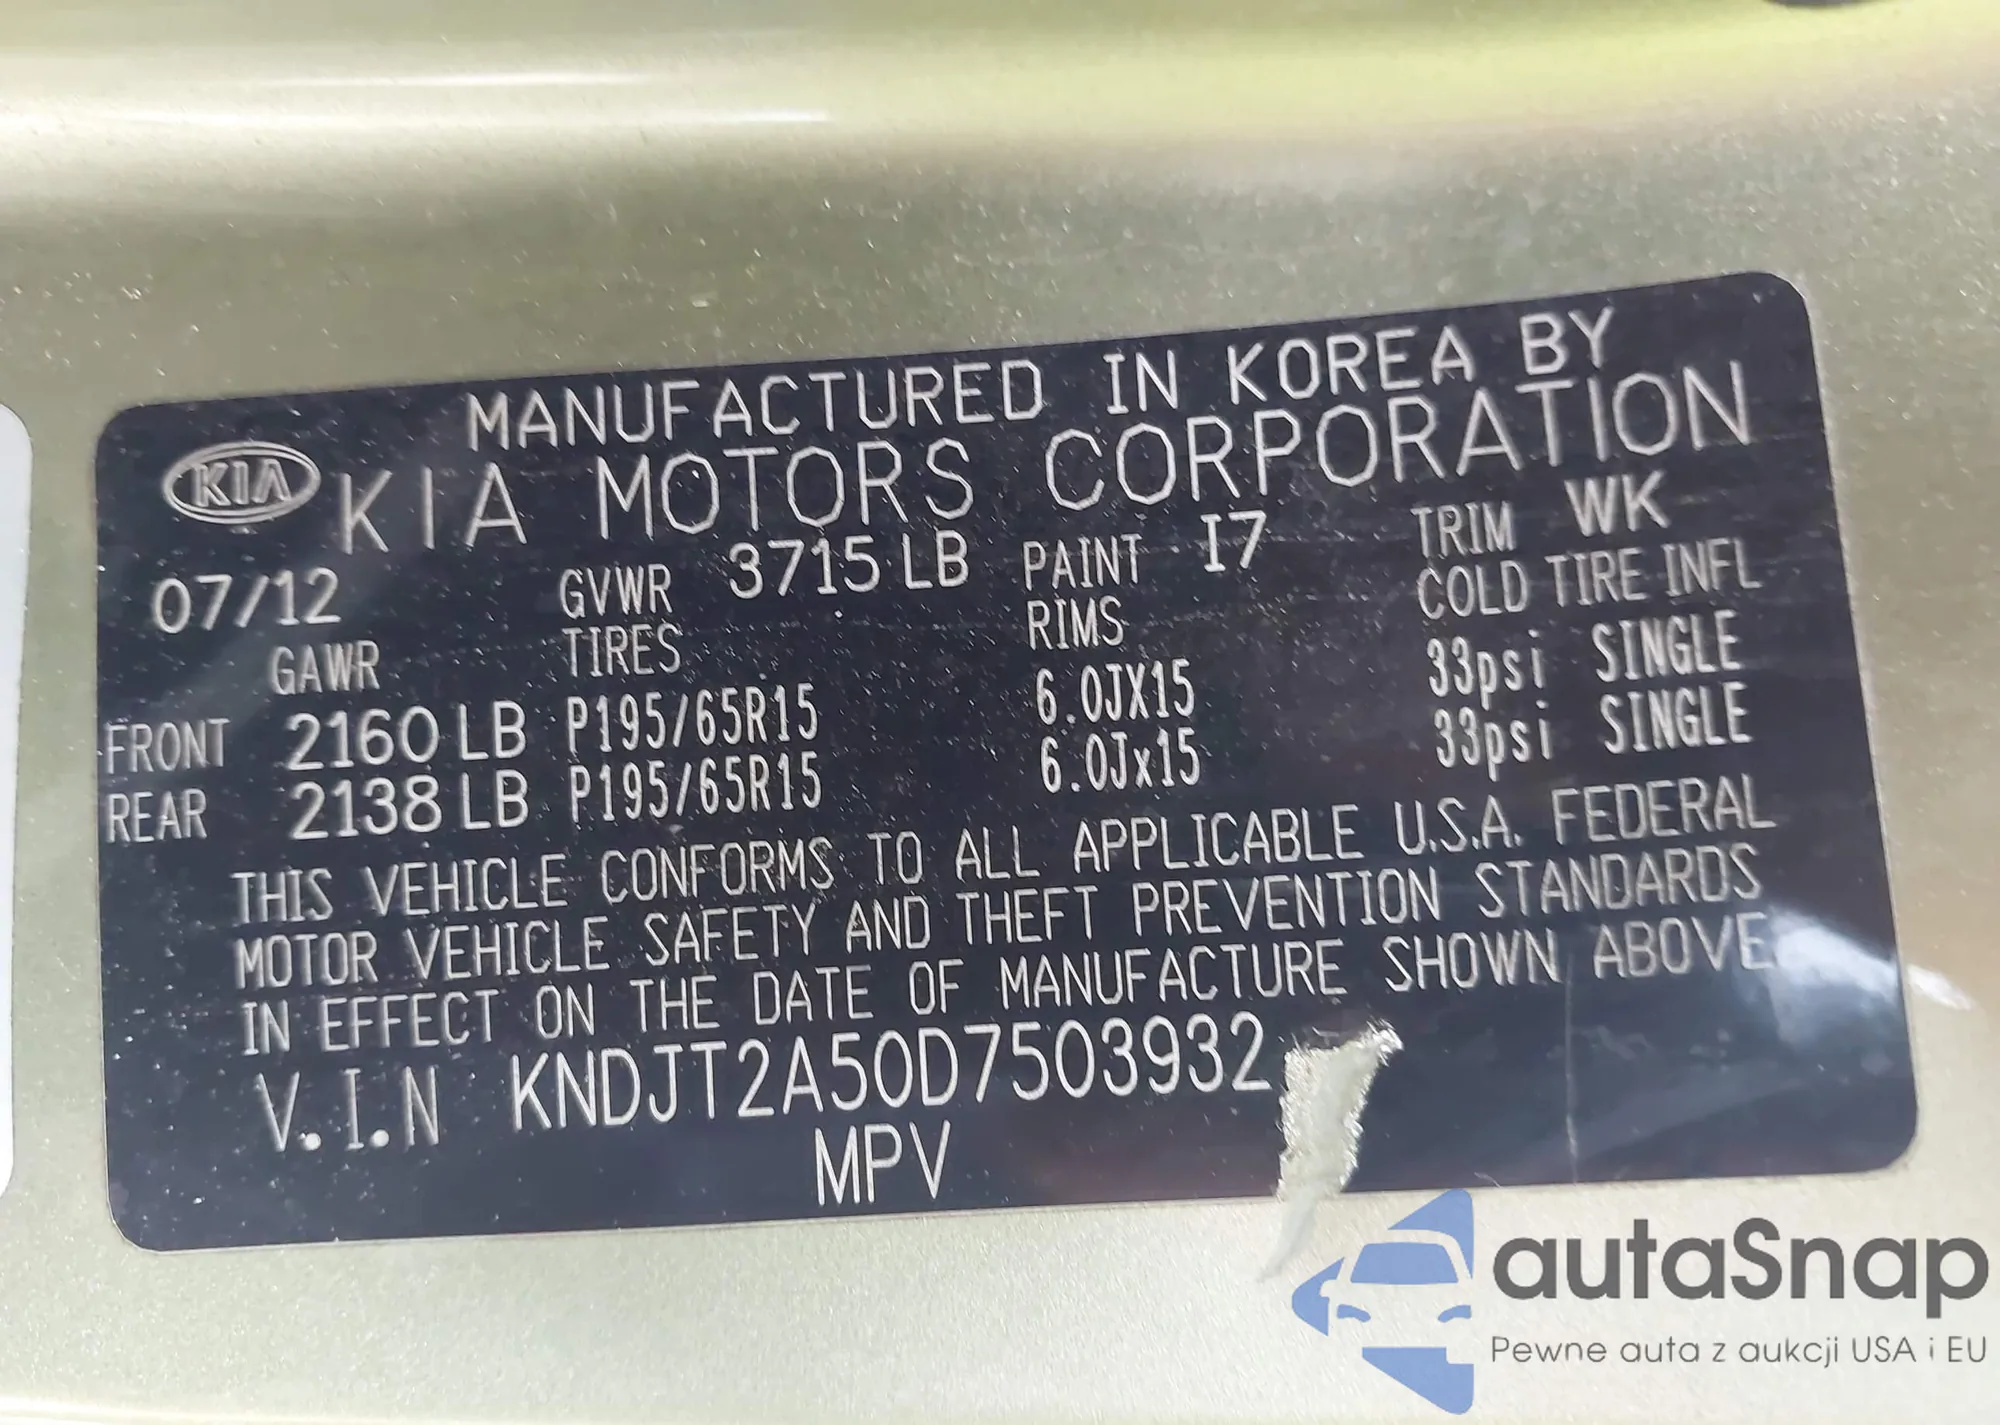 MANUFACTURED IN KOREA BY
KIA KIA MOTORS CORPORATION
07/12 GVWR 3715 LB PAINT I7 TRIM WK
GAWR TIRES RIMS COLD TIRE INFL
FRONT 2160 LB P195/65R15 6.0JX15 33psi SINGLE
REAR 2138 LB P195/65R15 6.0Jx15 33psi SINGLE
THIS VEHICLE CONFORMS TO ALL APPLICABLE U.S.A. FEDERAL
MOTOR VEHICLE SAFETY AND THEFT PREVENTION STANDARDS
IN EFFECT ON THE DATE OF MANUFACTURE SHOWN ABOVE.
V.I.N KNDJT2A50D7503932
MPV
autaSnap
Pewne auta z aukcji USA i EU